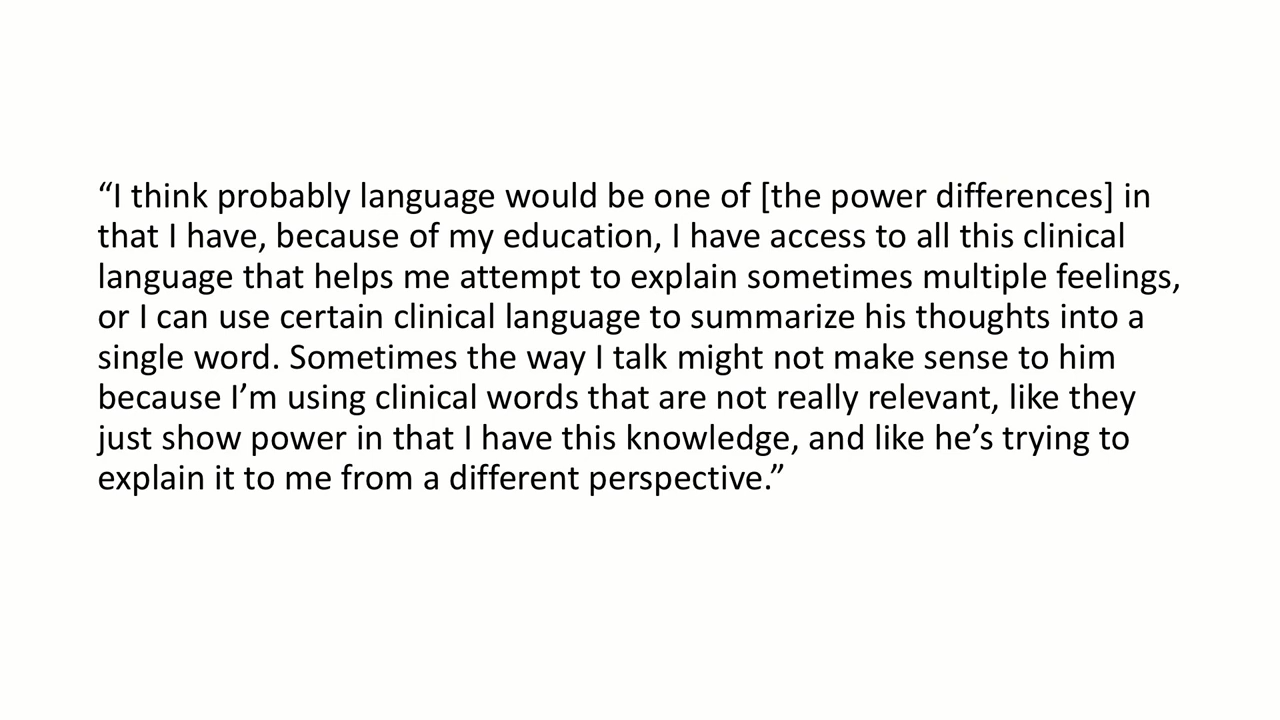 “I think probably language would be one of [the power differences] in
that I have, because of my education, I have access to all this clinical
language that helps me attempt to explain sometimes multiple feelings,
or I can use certain clinical language to summarize his thoughts into a
single word. Sometimes the way I talk might not make sense to him
because I’m using clinical words that are not really relevant, like they
just show power in that I have this knowledge, and like he’s trying to
explain it to me from a different perspective.”